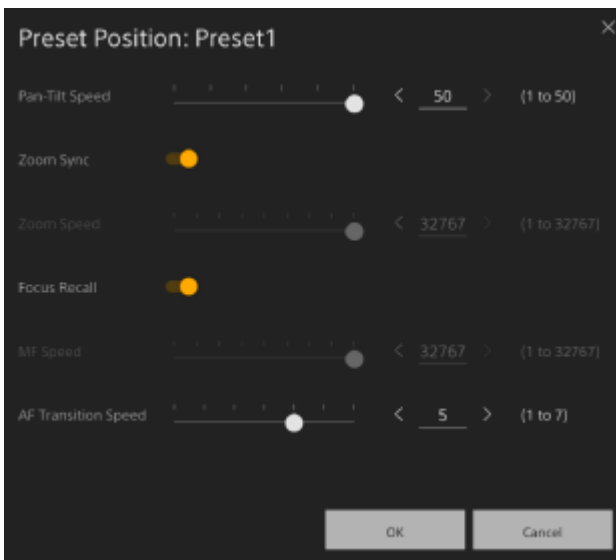 Preset Position: Preset1
Pan-Tilt Speed < 50 > (1 to 50)
Zoom Sync
Zoom Speed < 32767 > (1 to 32767)
Focus Recall
MF Speed < 32767 > (1 to 32767)
AF Transition Speed < 5 > (1 to 7)
OK Cancel